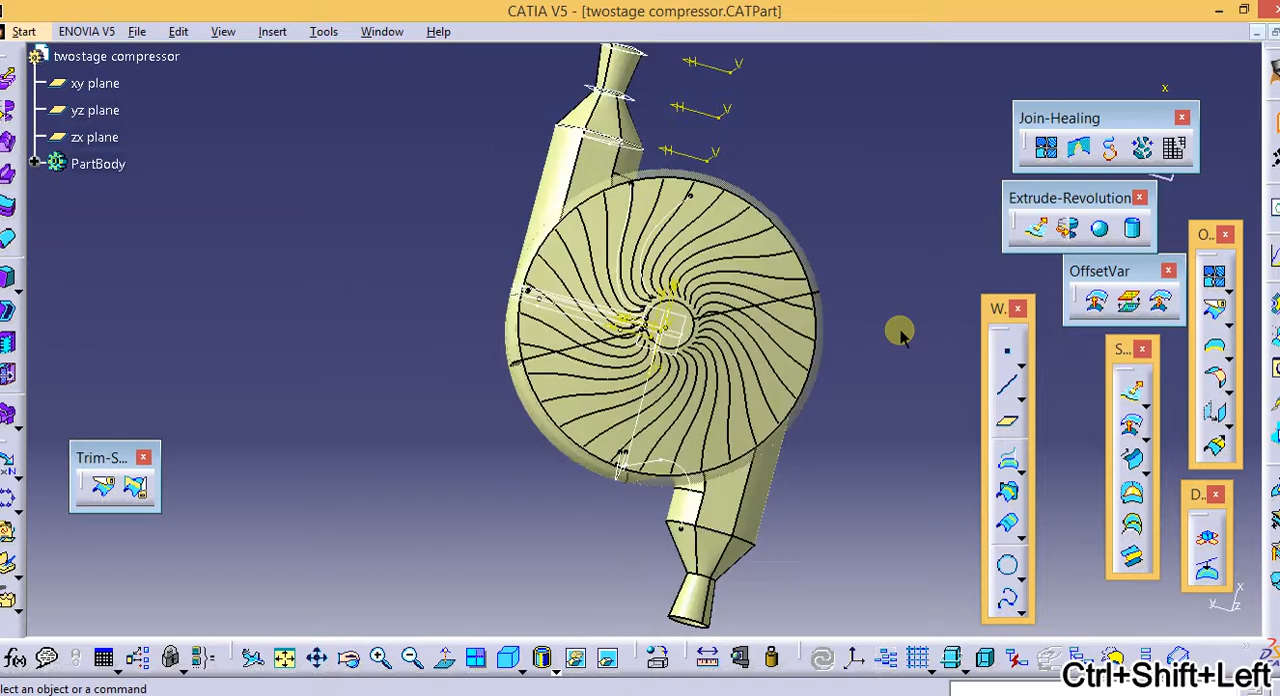 CATIA V5 - [twostage compressor.CATPart]
Start ENOVIA V5 File Edit View Insert Tools Window Help
twostage compressor
xy plane
yz plane
zx plane
PartBody
H V
H V
H V
x
Join-Healing
Extrude-Revolution
O..
OffsetVar
W.
S...
Trim-S...
D..
x
y z
f(x)
Ctrl+Shift+Left
elect an object or a command